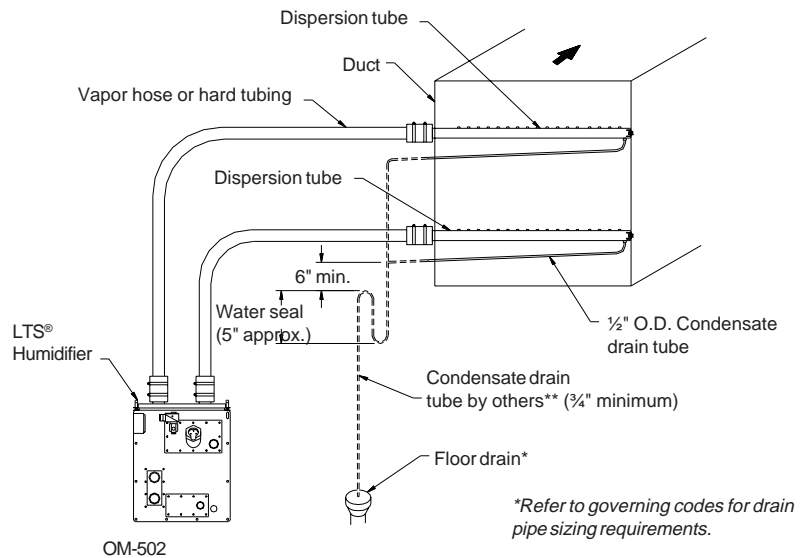 Dispersion tube
Duct
Vapor hose or hard tubing
Dispersion tube
6" min.
Water seal
(5" approx.)
½" O.D. Condensate
drain tube
LTS®
Humidifier
Condensate drain
tube by others** (¾" minimum)
Floor drain*
*Refer to governing codes for drain
pipe sizing requirements.
OM-502